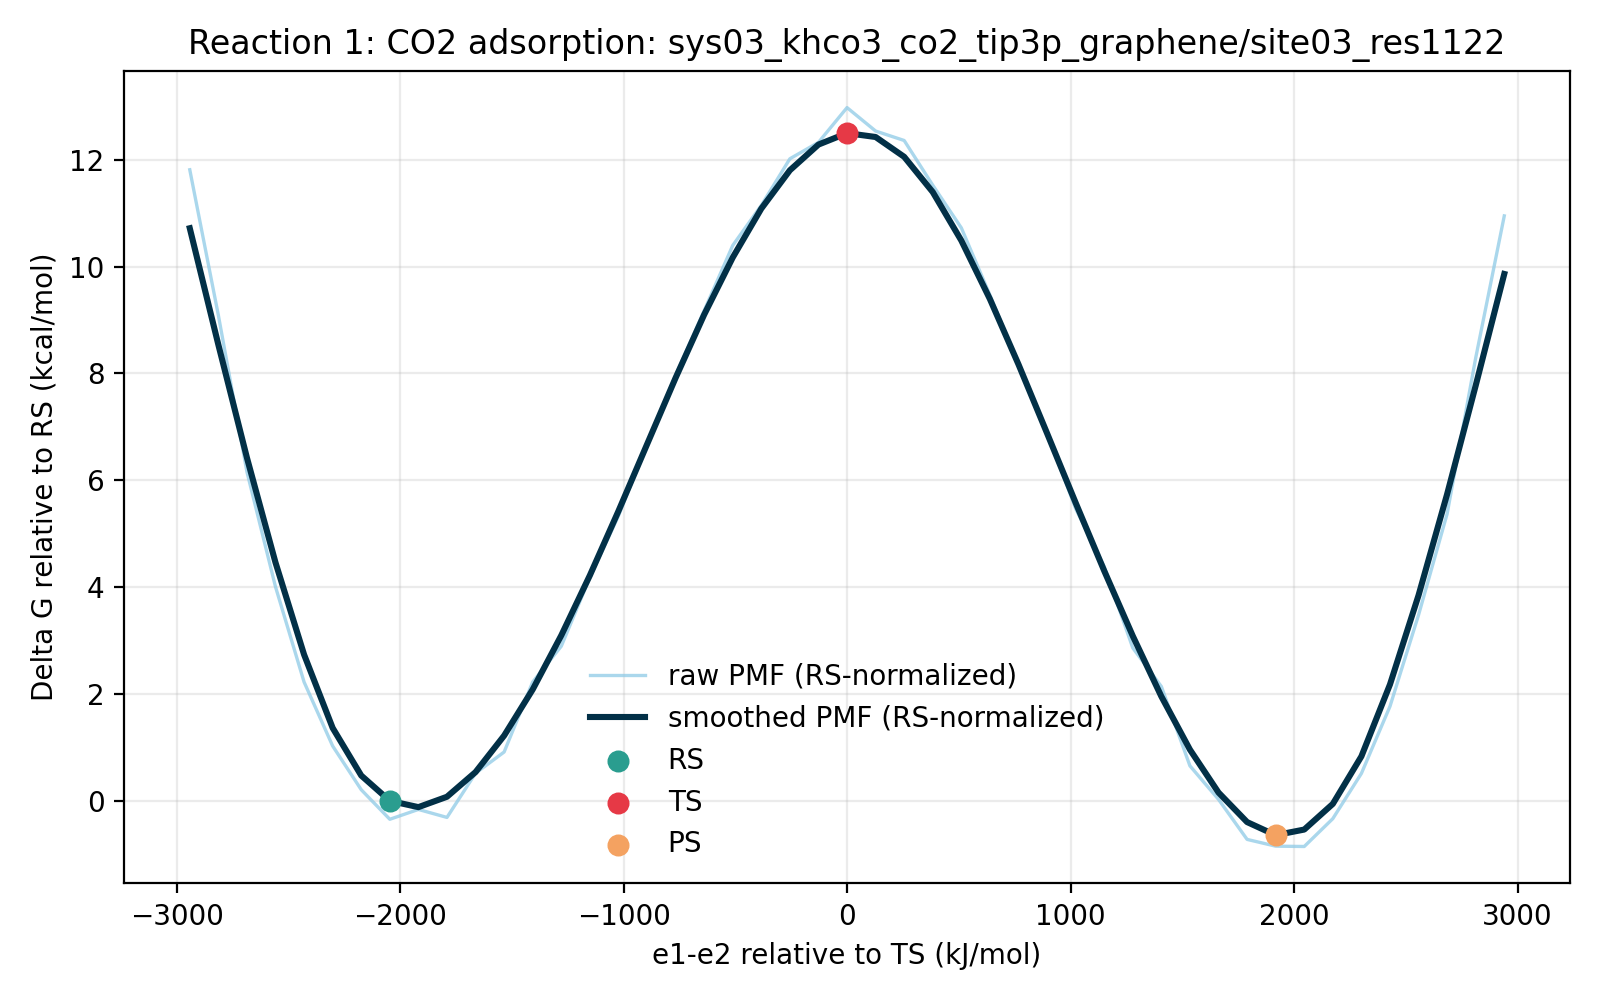 Reaction 1: CO2 adsorption: sys03_khco3_co2_tip3p_graphene/site03_res1122
Delta G relative to RS (kcal/mol)
12
10
8
6
4
2
0
raw PMF (RS-normalized)
smoothed PMF (RS-normalized)
RS
TS
PS
−3000 −2000 −1000 0 1000 2000 3000
e1-e2 relative to TS (kJ/mol)